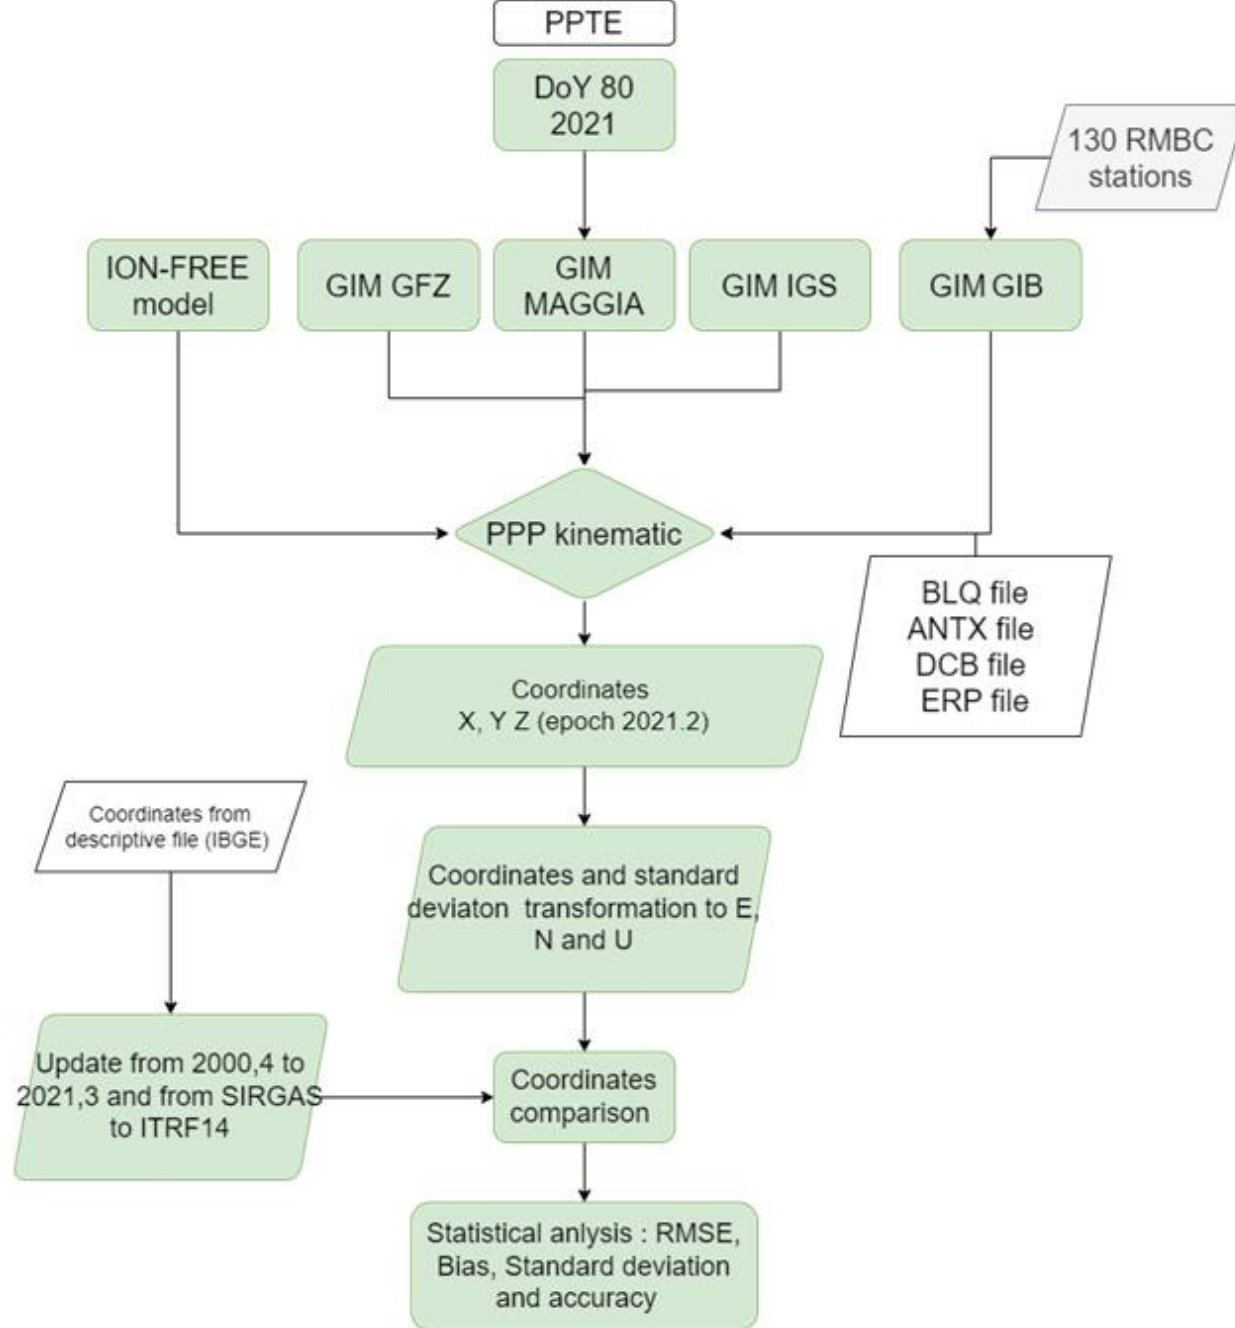 PPTE
DoY 80
2021
130 RMBC
stations
ION-FREE
model
GIM GFZ
GIM
MAGGIA
GIM IGS
GIM GIB
PPP kinematic
BLQ file
ANTX file
DCB file
ERP file
Coordinates
X, Y Z (epoch 2021.2)
Coordinates from
descriptive file (IBGE)
Coordinates and standard
deviaton transformation to E,
N and U
Update from 2000,4 to
2021,3 and from SIRGAS
to ITRF14
Coordinates
comparison
Statistical anlysis : RMSE,
Bias, Standard deviation
and accuracy